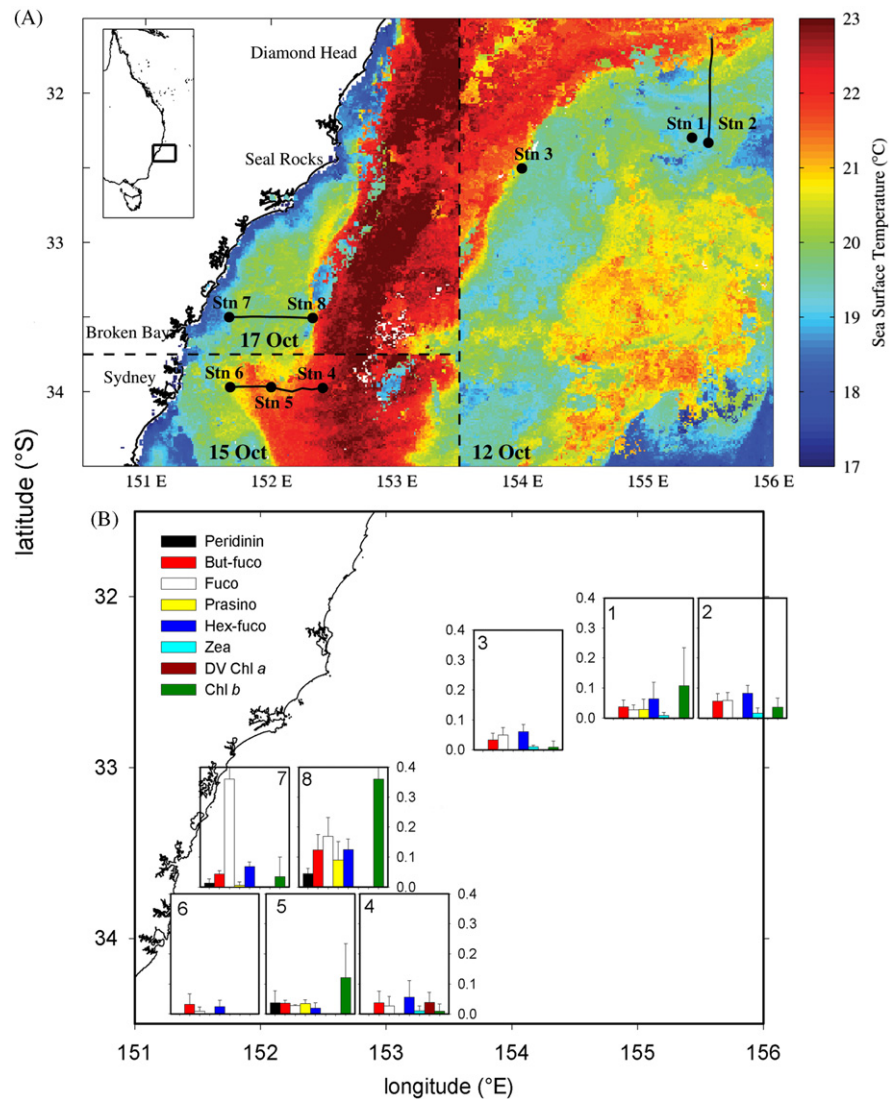 (A)
Diamond Head
Seal Rocks
Broken Bay
Sydney
Stn 1
Stn 2
Stn 3
Stn 7
Stn 8
17 Oct
Stn 6
Stn 4
Stn 5
15 Oct
12 Oct
32
33
34
151 E
152 E
153 E
154 E
155 E
156 E
23
22
21
20
19
18
17
Sea Surface Temperature (°C)
latitude (°S)
(B)
Peridinin
But-fuco
Fuco
Prasino
Hex-fuco
Zea
DV Chl a
Chl b
32
33
34
3
0.4
0.3
0.2
0.1
0.0
1
2
0.4
0.3
0.2
0.1
0.0
7
8
0.4
0.3
0.2
0.1
0.0
6
5
4
0.4
0.3
0.2
0.1
0.0
151
152
153
154
155
156
longitude (°E)